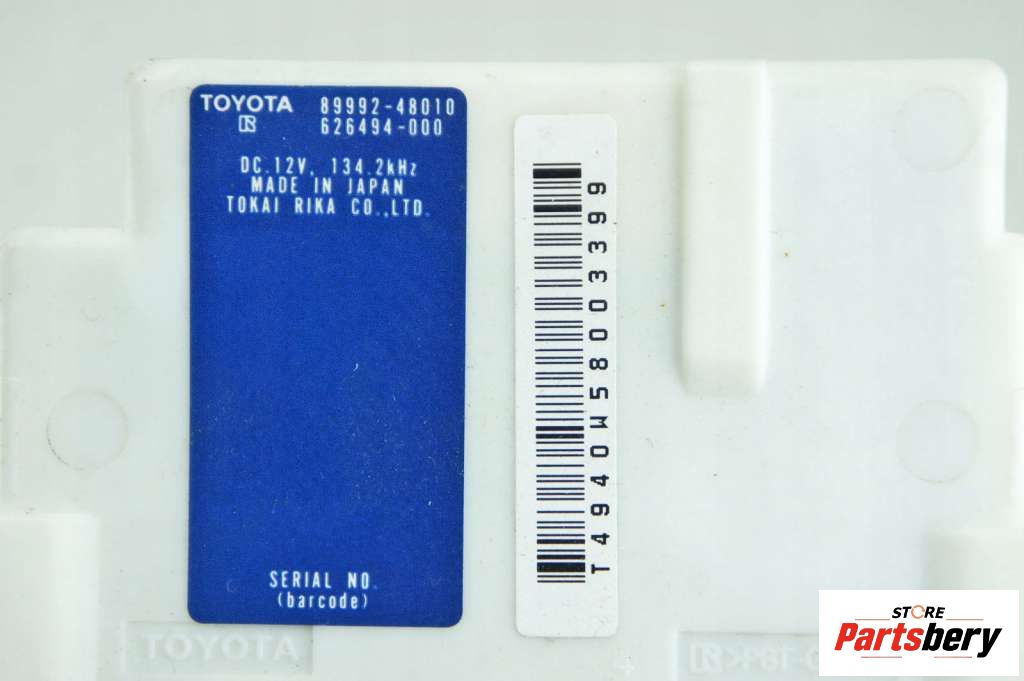 TOYOTA 89992-48010
R 626494-000
DC.12V, 134.2kHz
MADE IN JAPAN
TOKAI RIKA CO.,LTD.
SERIAL NO.
(barcode)
T4940W58003399
TOYOTA
STORE
Partsbery